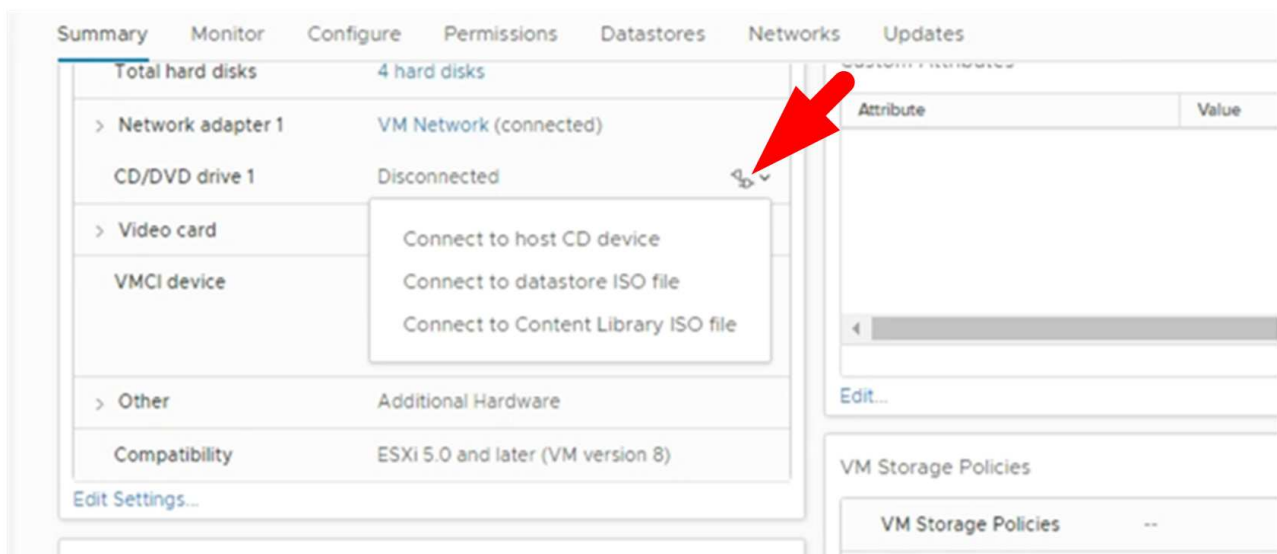 Summary Monitor Configure Permissions Datastores Networks Updates
Total hard disks 4 hard disks
Network adapter 1 VM Network (connected)
CD/DVD drive 1 Disconnected
Connect to host CD device
Connect to datastore ISO file
Connect to Content Library ISO file
Video card
VMCI device
Other Additional Hardware
Compatibility ESXi 5.0 and later (VM version 8)
Edit Settings...
Custom Attributes
Attribute Value
Edit...
VM Storage Policies
VM Storage Policies --